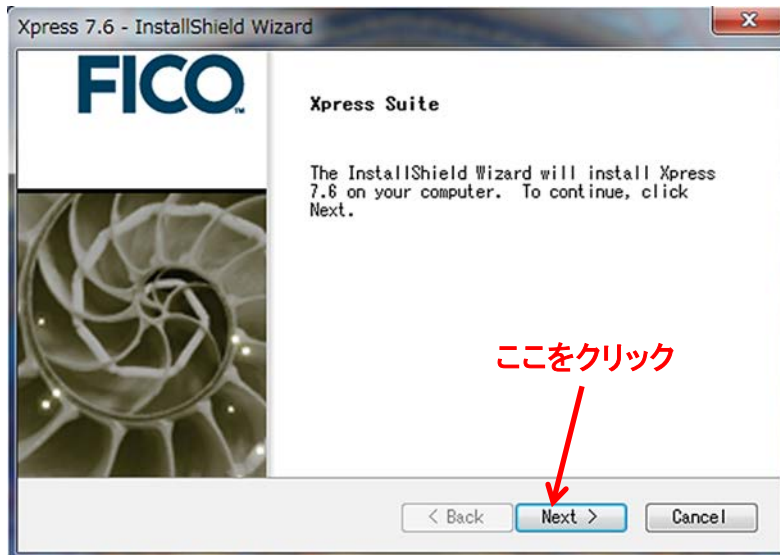 Xpress 7.6 - InstallShield Wizard
FICO™
Xpress Suite
The InstallShield Wizard will install Xpress
7.6 on your computer. To continue, click
Next.
ここをクリック
< Back Next > Cancel